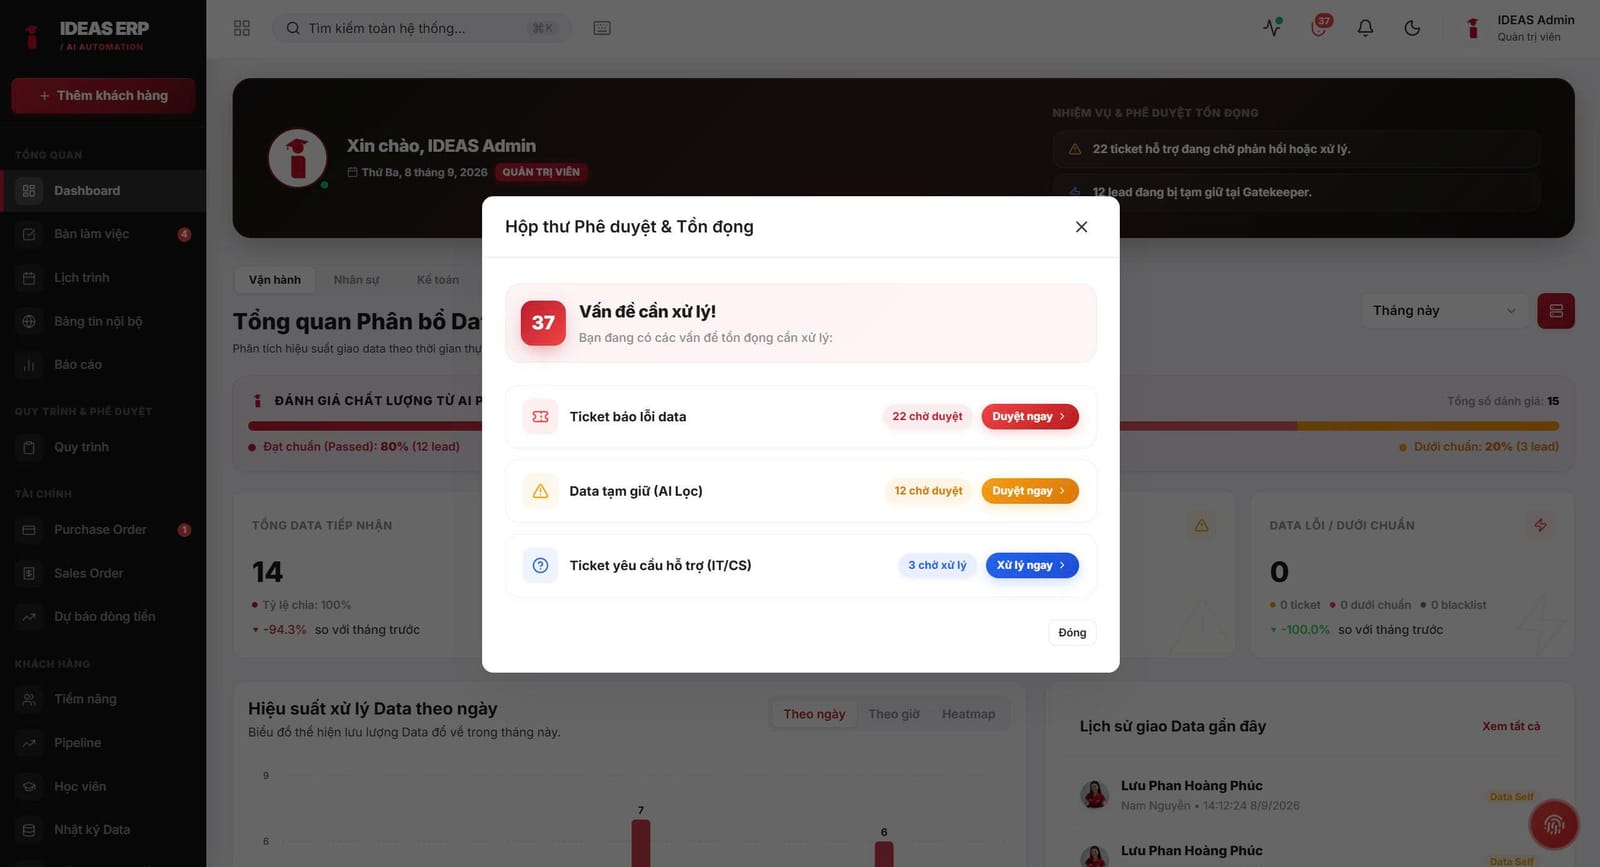 IDEAS ERP
/ AI AUTOMATION
Tìm kiếm toàn hệ thống...
⌘K
37
IDEAS Admin
Quản trị viên
+ Thêm khách hàng
TỔNG QUAN
Dashboard
Bàn làm việc
4
Lịch trình
Bảng tin nội bộ
Báo cáo
QUY TRÌNH & PHÊ DUYỆT
Quy trình
TÀI CHÍNH
Purchase Order
1
Sales Order
Dự báo dòng tiền
KHÁCH HÀNG
Tiềm năng
Pipeline
Học viên
Nhật ký Data
Xin chào, IDEAS Admin
Thứ Ba, 8 tháng 9, 2026
QUẢN TRỊ VIÊN
NHIỆM VỤ & PHÊ DUYỆT TỒN ĐỌNG
22 ticket hỗ trợ đang chờ phản hồi hoặc xử lý.
12 lead đang bị tạm giữ tại Gatekeeper.
Vận hành
Nhân sự
Kế toán
Tổng quan Phân bổ Da
Phân tích hiệu suất giao data theo thời gian thự
Tháng này
ĐÁNH GIÁ CHẤT LƯỢNG TỪ AI P
Tổng số đánh giá: 15
Đạt chuẩn (Passed): 80% (12 lead)
Dưới chuẩn: 20% (3 lead)
TỔNG DATA TIẾP NHẬN
14
Tỷ lệ chia: 100%
-94.3% so với tháng trước
DATA LỖI / DƯỚI CHUẨN
0
0 ticket
0 dưới chuẩn
0 blacklist
-100.0% so với tháng trước
Hộp thư Phê duyệt & Tồn đọng
37
Vấn đề cần xử lý!
Bạn đang có các vấn đề tồn đọng cần xử lý:
Ticket báo lỗi data
22 chờ duyệt
Duyệt ngay
Data tạm giữ (AI Lọc)
12 chờ duyệt
Duyệt ngay
Ticket yêu cầu hỗ trợ (IT/CS)
3 chờ xử lý
Xử lý ngay
Đóng
Hiệu suất xử lý Data theo ngày
Biểu đồ thể hiện lưu lượng Data đổ về trong tháng này.
Theo ngày
Theo giờ
Heatmap
9
7
6
6
Lịch sử giao Data gần đây
Xem tất cả
Lưu Phan Hoàng Phúc
Nam Nguyễn • 14:12:24 8/9/2026
Data Self
Lưu Phan Hoàng Phúc
Data Self